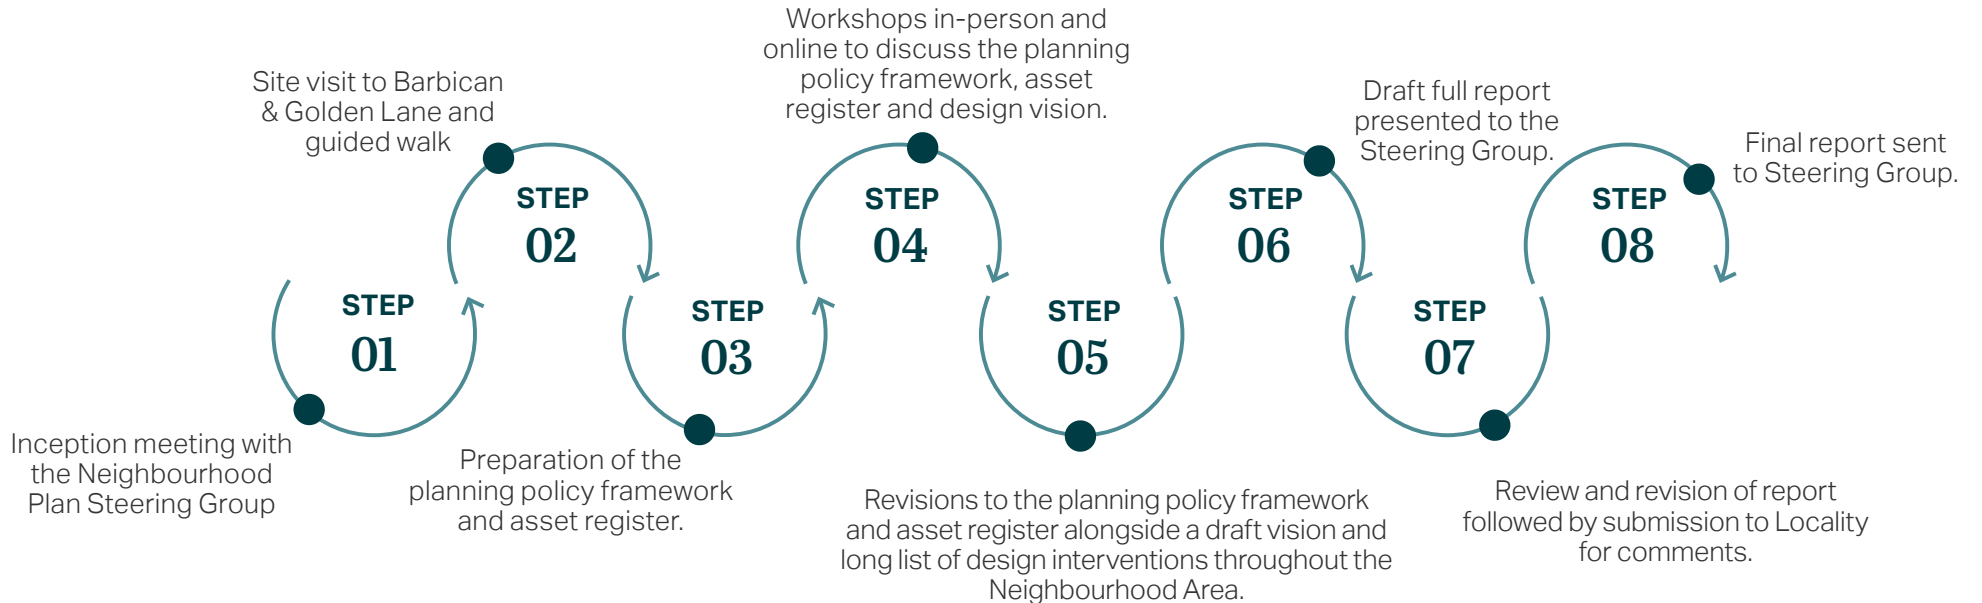 STEP
01
Inception meeting with
the Neighbourhood
Plan Steering Group
Site visit to Barbican
& Golden Lane and
guided walk
STEP
02
STEP
03
Preparation of the
planning policy framework
and asset register.
Workshops in-person and
online to discuss the planning
policy framework, asset
register and design vision.
STEP
04
STEP
05
Revisions to the planning policy framework
and asset register alongside a draft vision and
long list of design interventions throughout the
Neighbourhood Area.
Draft full report
presented to the
Steering Group.
STEP
06
STEP
07
Review and revision of report
followed by submission to Locality
for comments.
Final report sent
to Steering Group.
STEP
08